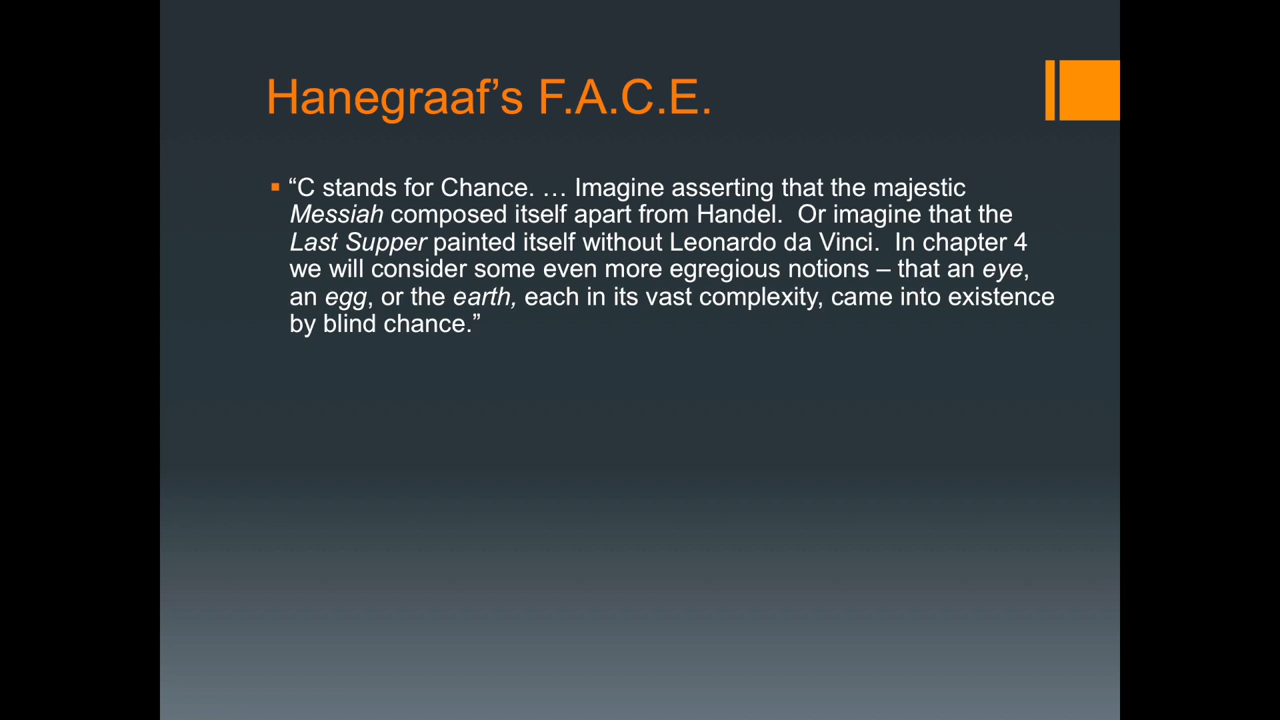 Hanegraaf’s F.A.C.E.
“C stands for Chance. … Imagine asserting that the majestic
Messiah composed itself apart from Handel.  Or imagine that the
Last Supper painted itself without Leonardo da Vinci.  In chapter 4
we will consider some even more egregious notions – that an eye,
an egg, or the earth, each in its vast complexity, came into existence
by blind chance.”